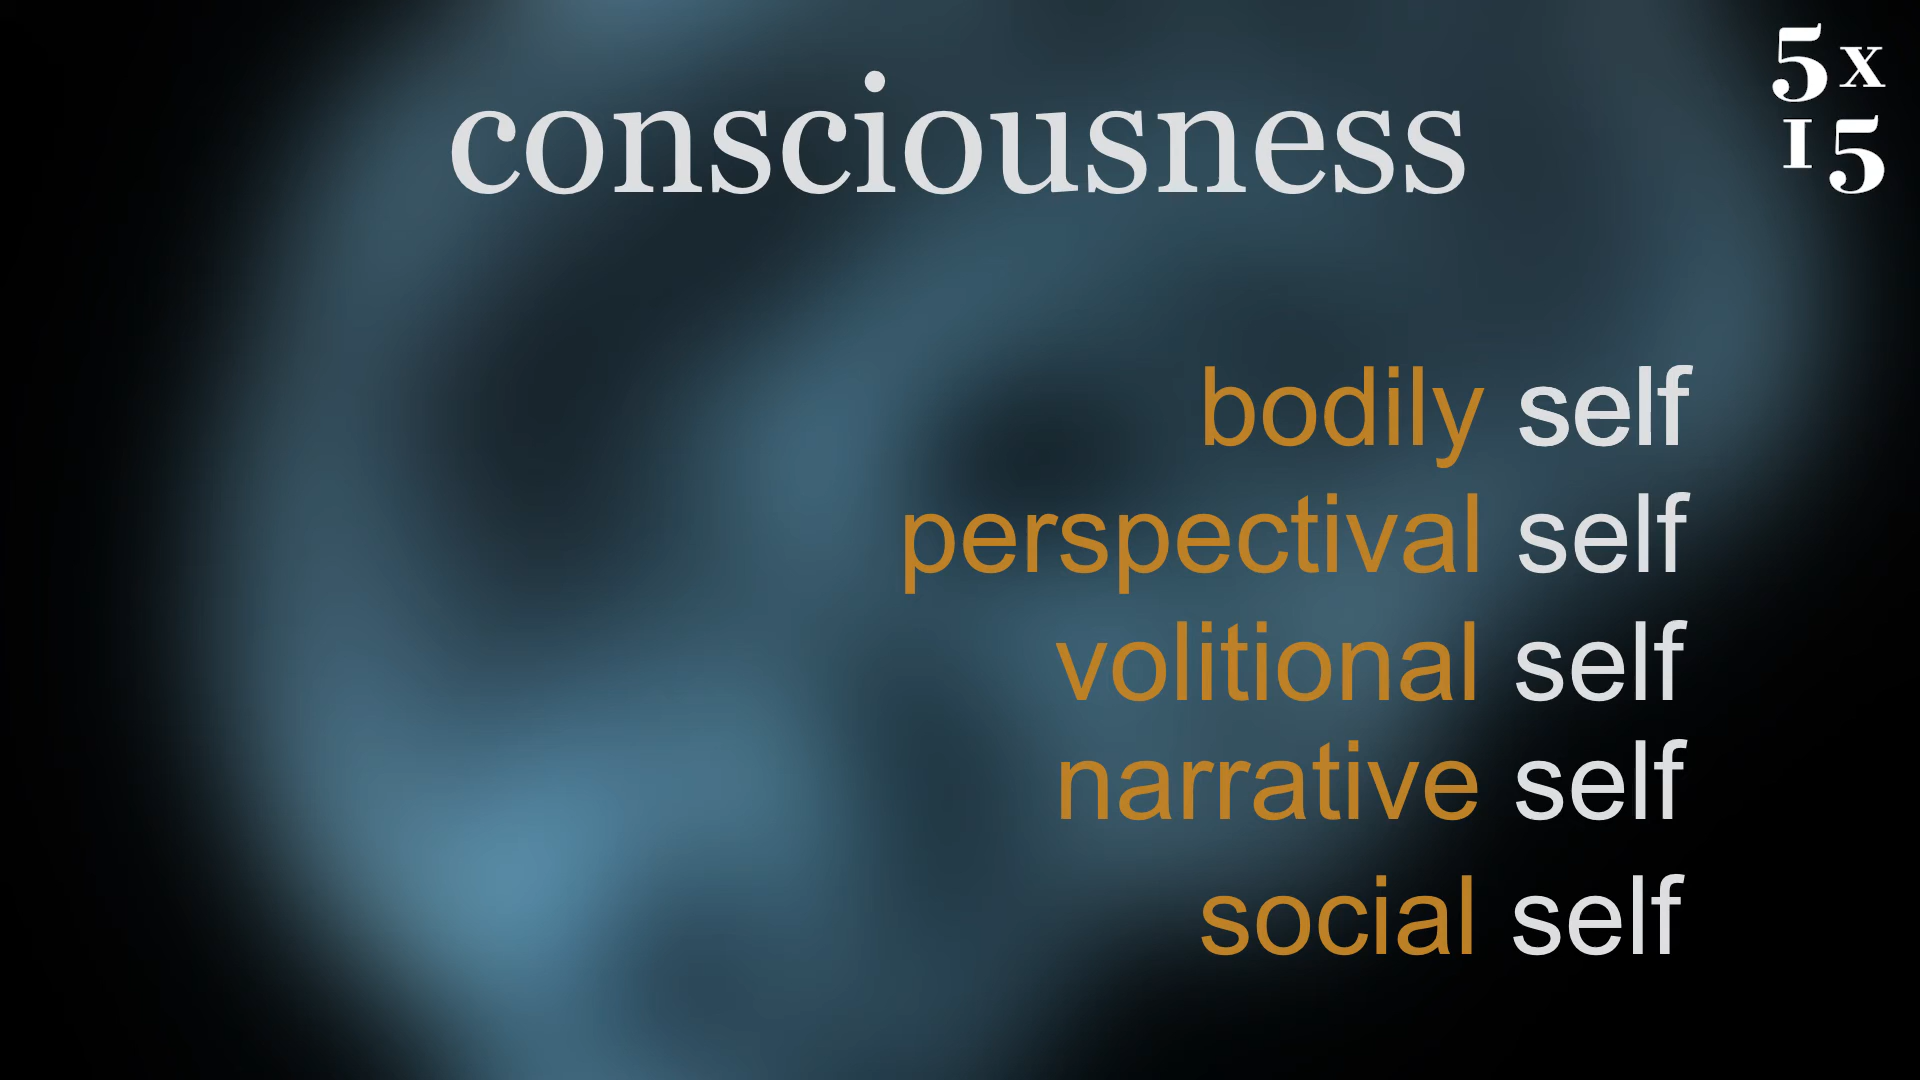 consciousness
5x
15
bodily self
perspectival self
volitional self
narrative self
social self